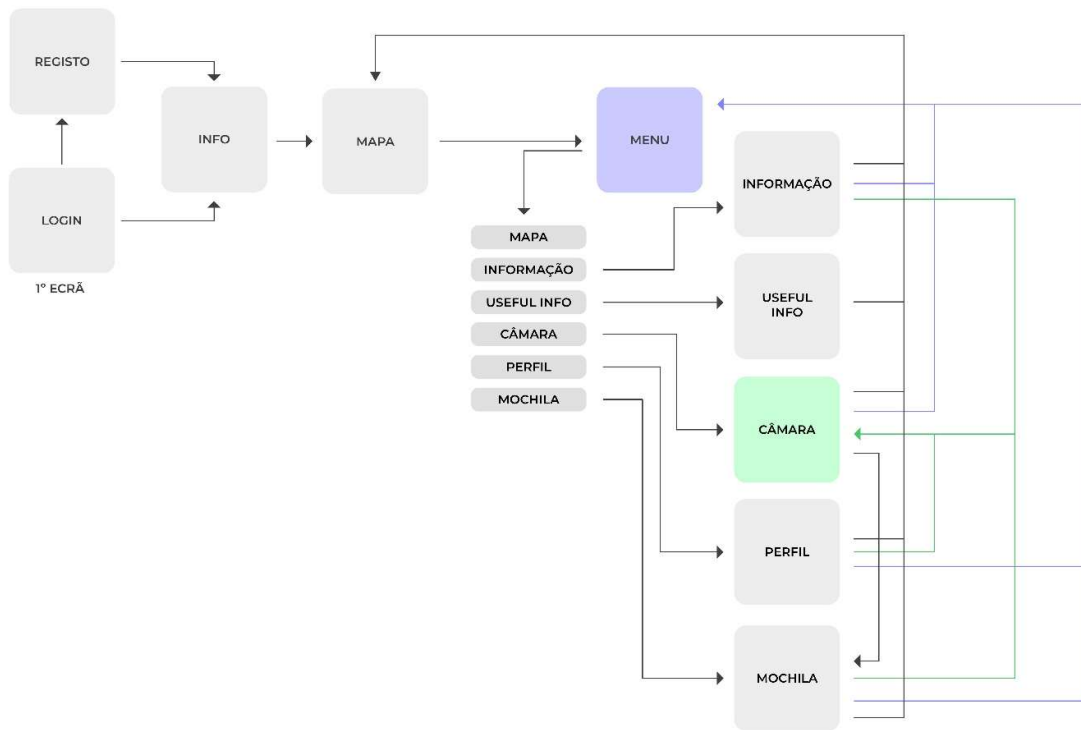 REGISTO
INFO
MAPA
MENU
LOGIN
1º ECRÃ
MAPA
INFORMAÇÃO
USEFUL INFO
CÂMARA
PERFIL
MOCHILA
INFORMAÇÃO
USEFUL
INFO
CÂMARA
PERFIL
MOCHILA